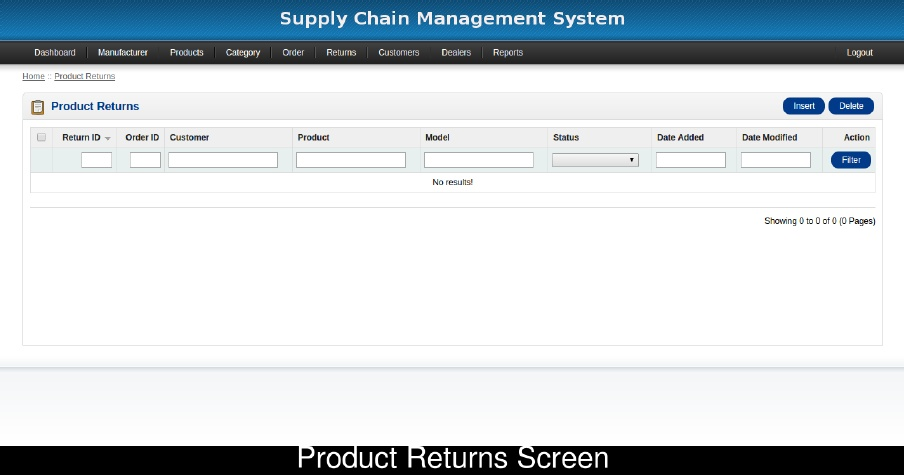 Supply Chain Management System
Dashboard Manufacturer Products Category Order Returns Customers Dealers Reports Logout
Home :: Product Returns
Product Returns Insert Delete
Return ID Order ID Customer Product Model Status Date Added Date Modified Action
Filter
No results!
Showing 0 to 0 of 0 (0 Pages)
Product Returns Screen